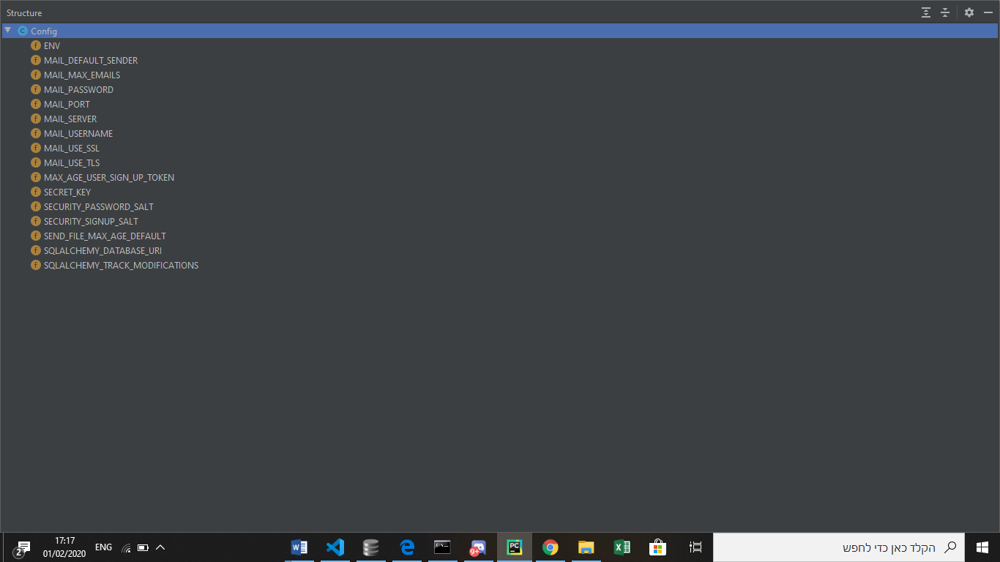 Structure
C Config
f ENV
f MAIL_DEFAULT_SENDER
f MAIL_MAX_EMAILS
f MAIL_PASSWORD
f MAIL_PORT
f MAIL_SERVER
f MAIL_USERNAME
f MAIL_USE_SSL
f MAIL_USE_TLS
f MAX_AGE_USER_SIGN_UP_TOKEN
f SECRET_KEY
f SECURITY_PASSWORD_SALT
f SECURITY_SIGNUP_SALT
f SEND_FILE_MAX_AGE_DEFAULT
f SQLALCHEMY_DATABASE_URI
f SQLALCHEMY_TRACK_MODIFICATIONS
2
17:17
01/02/2020
ENG
W
C:\
9+
PC
X
הקלד כאן כדי לחפש